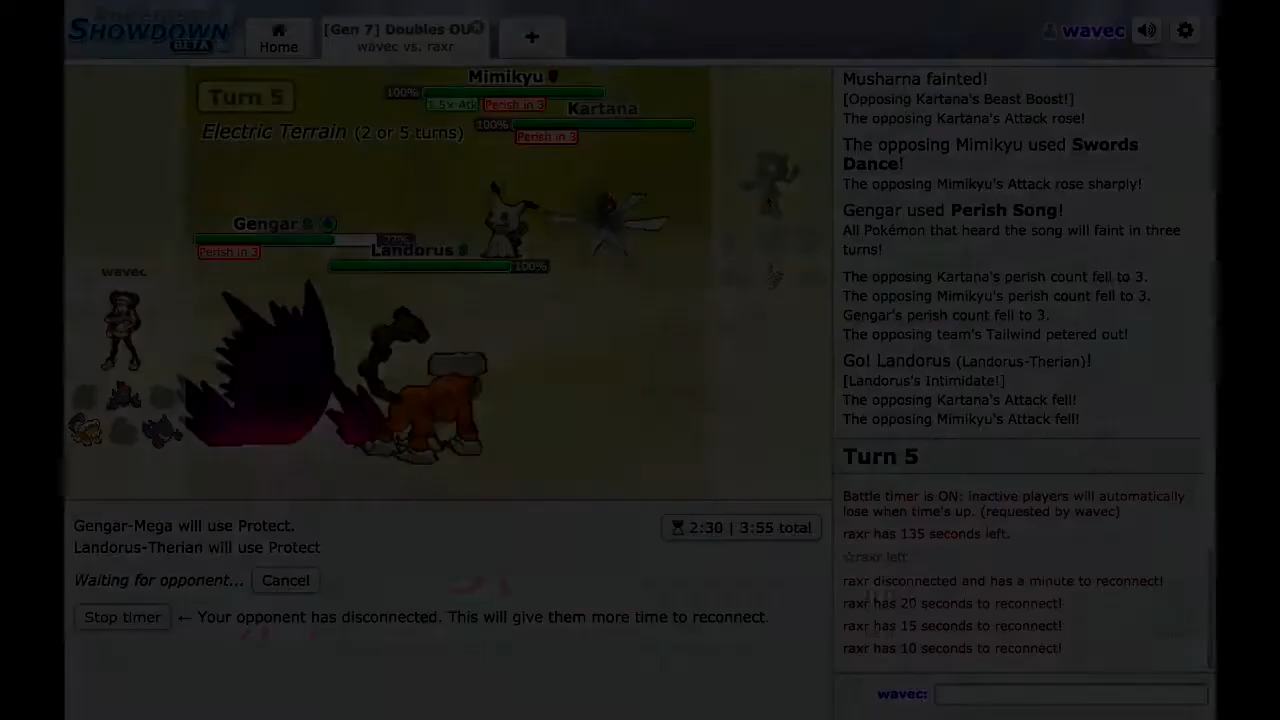 SHOWDOWN
BETA
Home
[Gen 7] Doubles OU
wavec vs. raxr
+
wavec
Turn 5
Electric Terrain (2 or 5 turns)
Mimikyu
100%
1.5× Atk Perish in 3
Kartana
100%
Perish in 3
Gengar
Perish in 3
Landorus
100%
wavec
Musharna fainted!
[Opposing Kartana's Beast Boost!]
The opposing Kartana's Attack rose!
The opposing Mimikyu used Swords
Dance!
The opposing Mimikyu's Attack rose sharply!
Gengar used Perish Song!
All Pokémon that heard the song will faint in three
turns!
The opposing Kartana's perish count fell to 3.
The opposing Mimikyu's perish count fell to 3.
Gengar's perish count fell to 3.
The opposing team's Tailwind petered out!
Go! Landorus (Landorus-Therian)!
[Landorus's Intimidate!]
The opposing Kartana's Attack fell!
The opposing Mimikyu's Attack fell!
Turn 5
Battle timer is ON: inactive players will automatically
lose when time's up. (requested by wavec)
raxr has 135 seconds left.
☆raxr left
raxr disconnected and has a minute to reconnect!
raxr has 20 seconds to reconnect!
raxr has 15 seconds to reconnect!
raxr has 10 seconds to reconnect!
wavec:
Gengar-Mega will use Protect.
Landorus-Therian will use Protect
2:30 | 3:55 total
Waiting for opponent... Cancel
Stop timer ← Your opponent has disconnected. This will give them more time to reconnect.